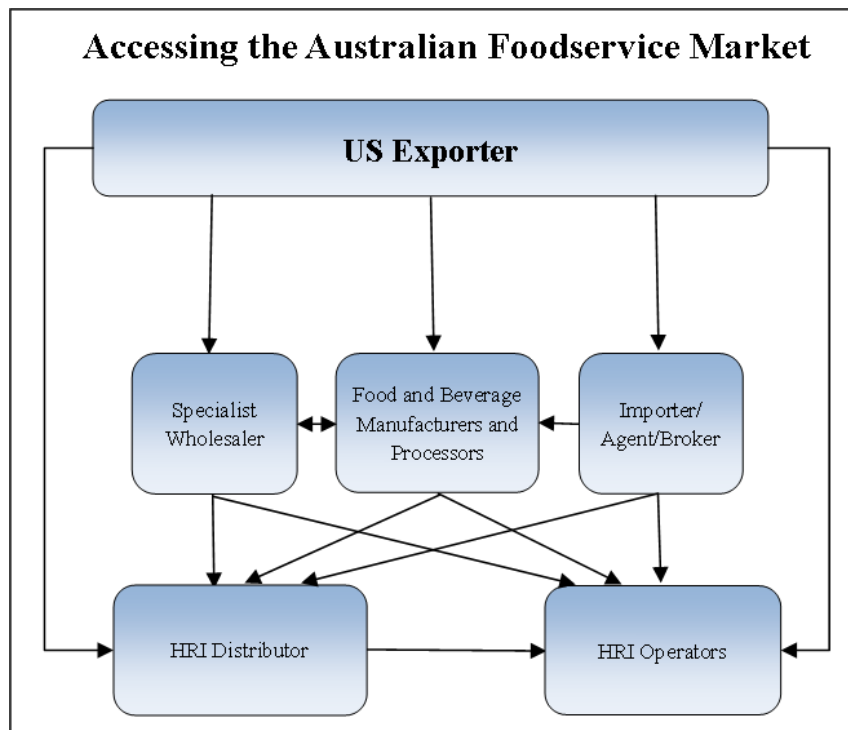 Accessing the Australian Foodservice Market
US Exporter
Specialist
Wholesaler
Food and Beverage
Manufacturers and
Processors
Importer/
Agent/Broker
HRI Distributor
HRI Operators